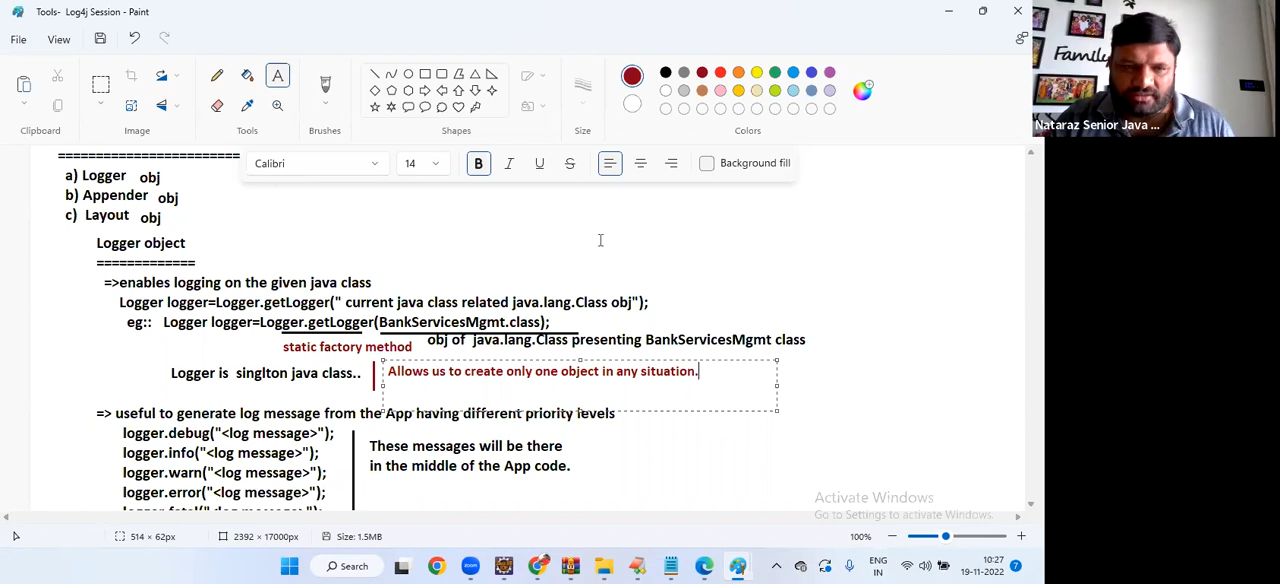 Tools- Log4j Session - Paint
File View
Calibri 14 B I U S Background fill
Clipboard Image Tools Brushes Shapes Size Colors
Family
Nataraz Senior Java ...
========================
a) Logger obj
b) Appender obj
c) Layout obj
Logger object
=============
=>enables logging on the given java class
Logger logger=Logger.getLogger(" current java class related java.lang.Class obj");
eg:: Logger logger=Logger.getLogger(BankServicesMgmt.class);
static factory method obj of java.lang.Class presenting BankServicesMgmt class
Logger is singlton java class.. Allows us to create only one object in any situation.
=> useful to generate log message from the App having different priority levels
logger.debug("<log message>");
logger.info("<log message>");
logger.warn("<log message>");
logger.error("<log message>");
These messages will be there
in the middle of the App code.
Activate Windows
Go to Settings to activate Windows.
514 × 62px 2392 × 17000px Size: 1.5MB 100%
Search
ENG
IN
10:27
19-11-2022
7